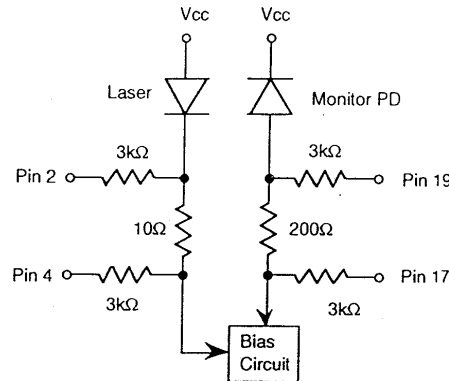 Vcc Vcc
Laser
Monitor PD
3kΩ 3kΩ
Pin 2 Pin 19
10Ω 200Ω
Pin 4 Pin 17
3kΩ 3kΩ
Bias
Circuit